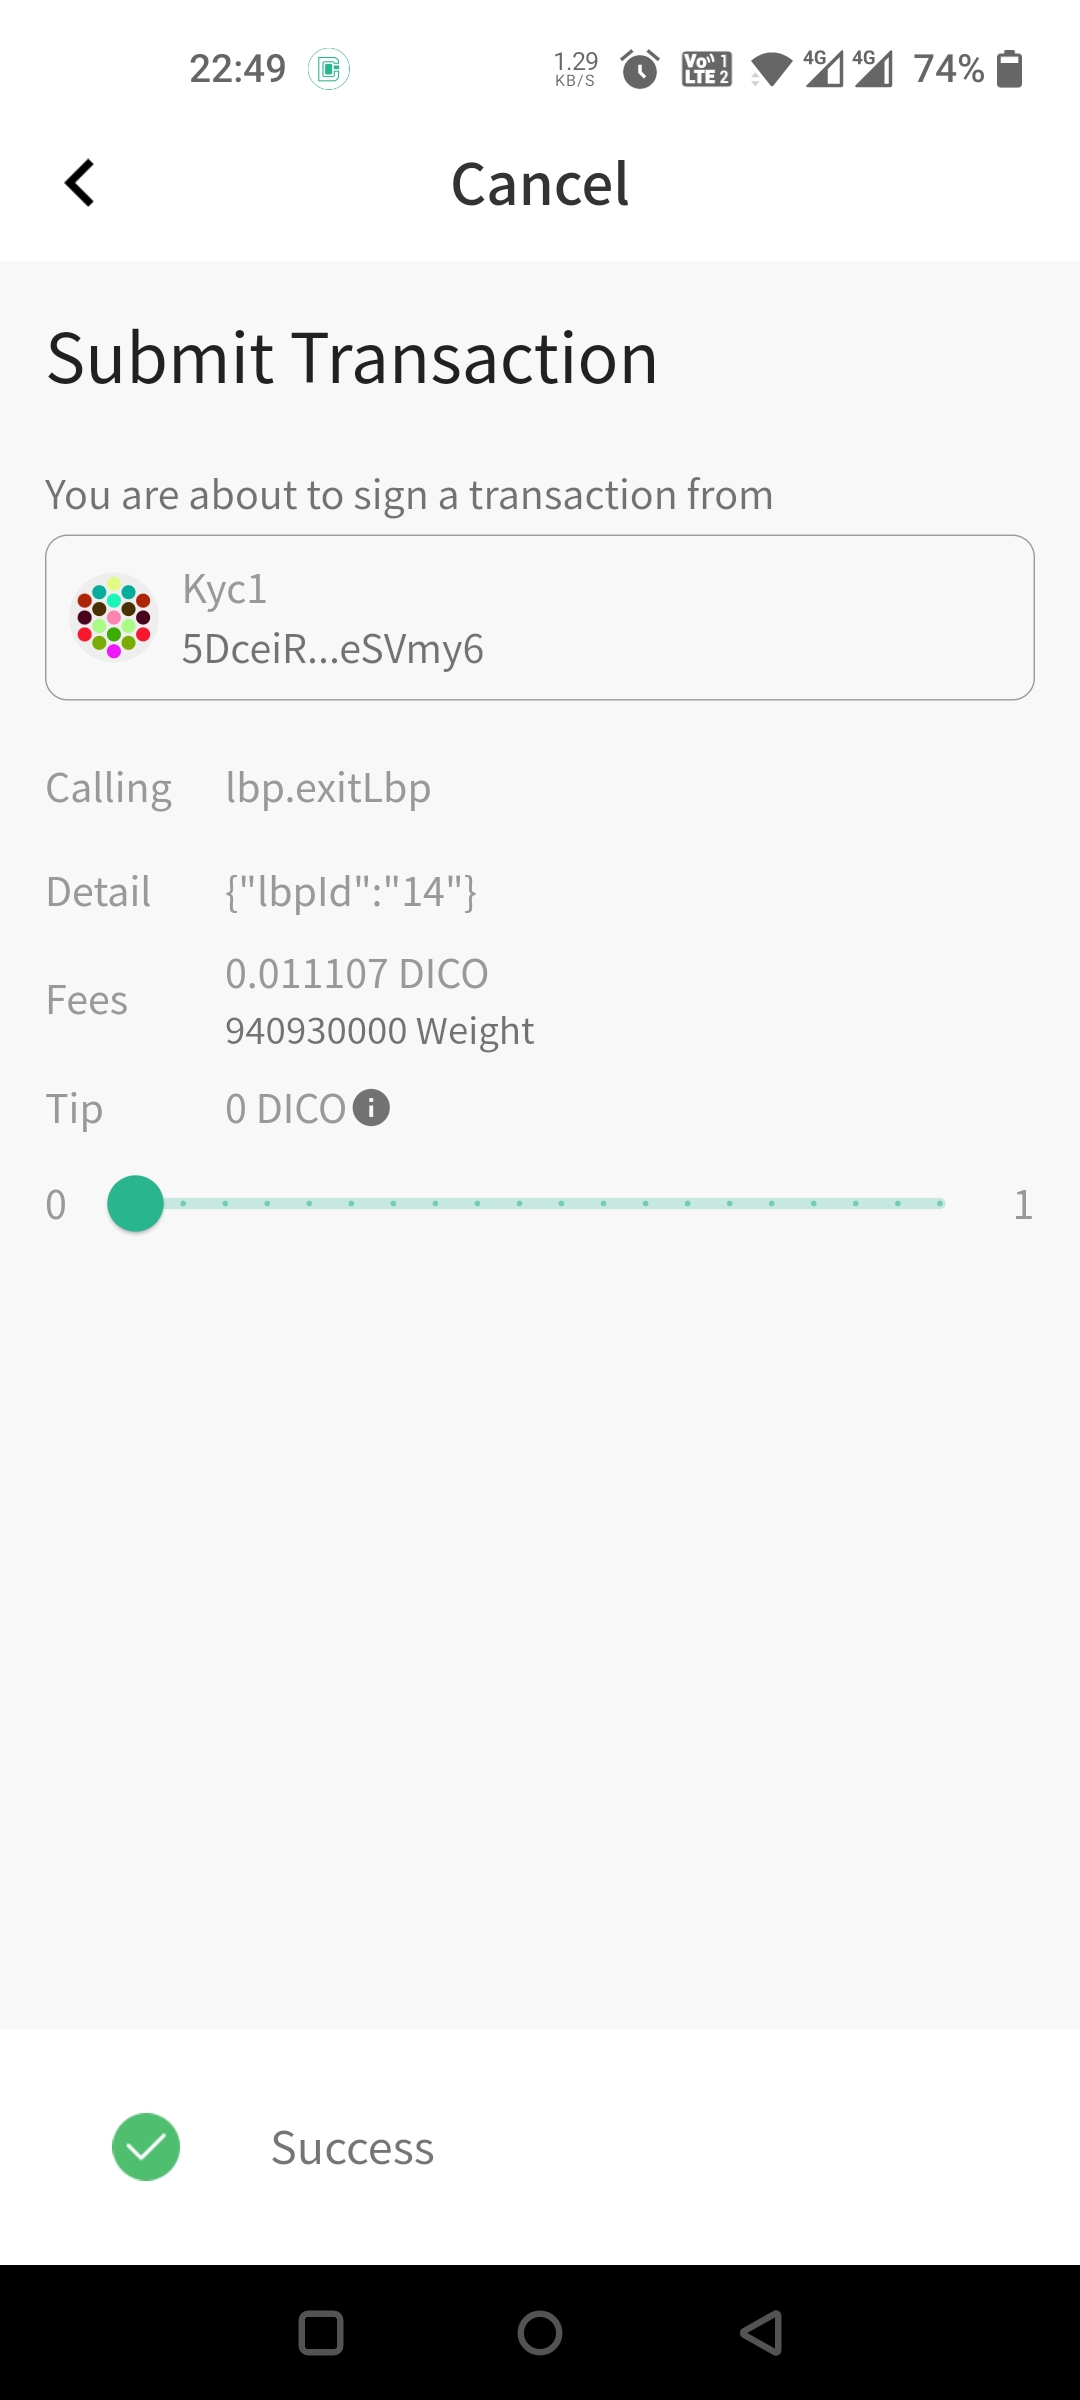 22:49 1.29 KB/S Vo)) 1 LTE 2 4G 4G 74%
Cancel
Submit Transaction
You are about to sign a transaction from
Kyc1
5DceiR...eSVmy6
Calling lbp.exitLbp
Detail {"lbpId":"14"}
Fees 0.011107 DICO
940930000 Weight
Tip 0 DICO
0 1
Success